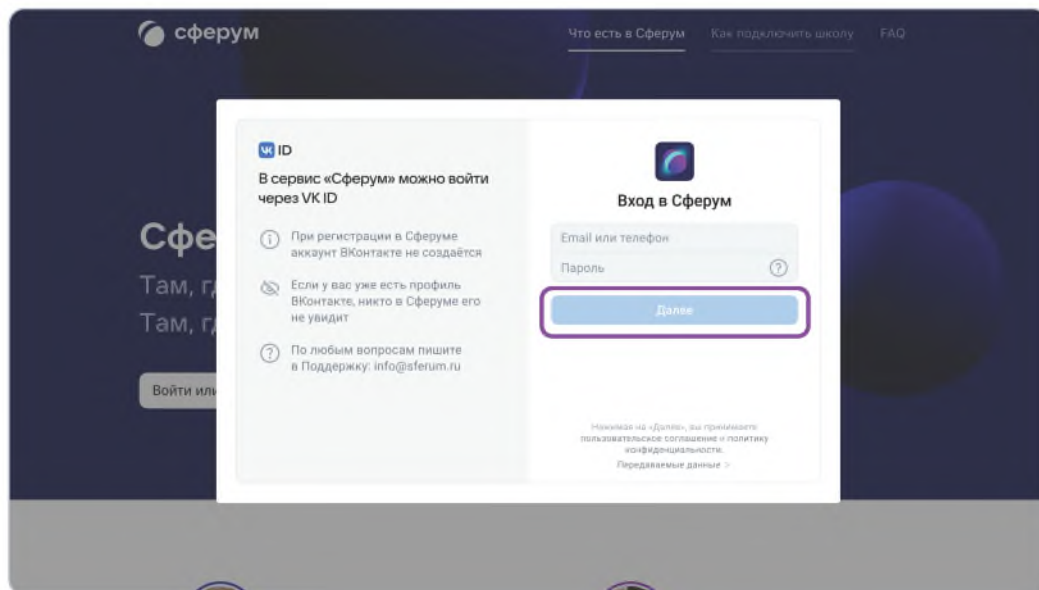 сферум
Что есть в Сферум
Как подключить школу
FAQ
Сфе
Там, г
Там, г
Войти или
VK ID
В сервис «Сферум» можно войти
через VK ID
При регистрации в Сферуме
аккаунт ВКонтакте не создаётся
Если у вас уже есть профиль
ВКонтакте, никто в Сферуме его
не увидит
По любым вопросам пишите
в Поддержку: info@sferum.ru
Вход в Сферум
Email или телефон
Пароль
Далее
Нажимая на «Далее», вы принимаете
пользовательское соглашение и политику
конфиденциальности.
Передаваемые данные >